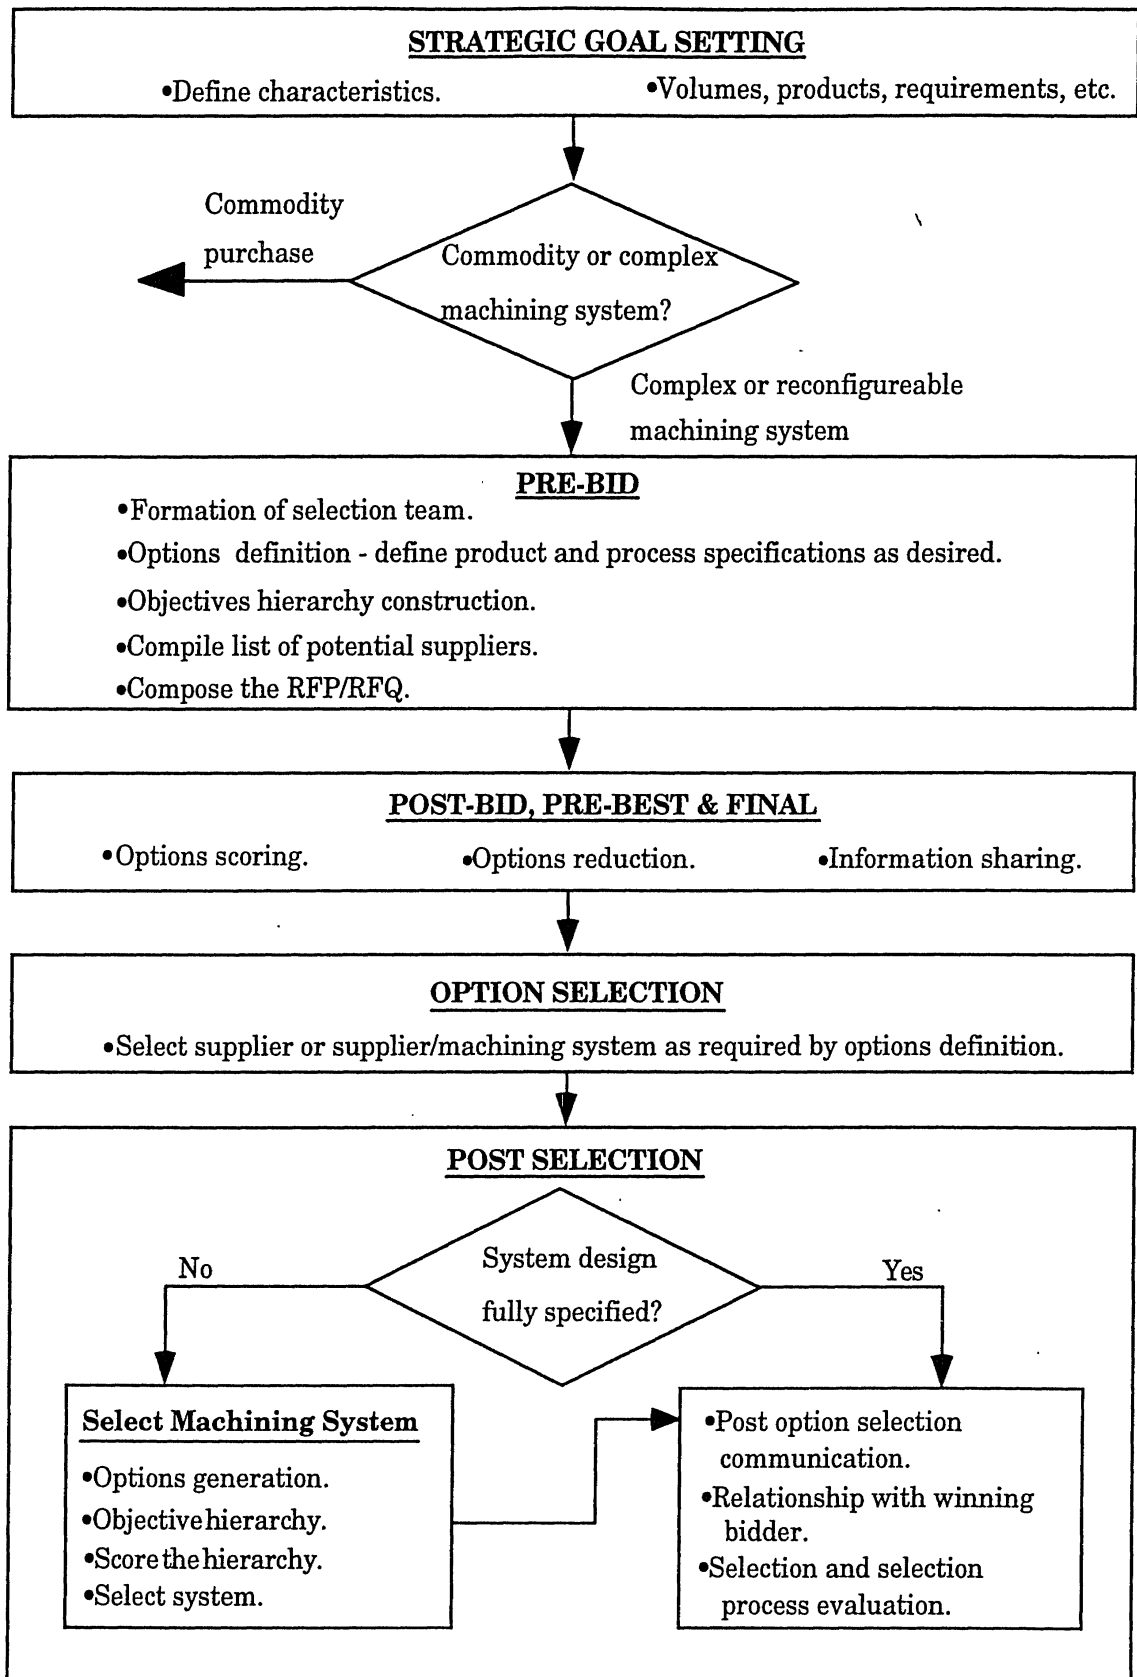 STRATEGIC GOAL SETTING
•Define characteristics. •Volumes, products, requirements, etc.
Commodity
purchase
Commodity or complex
machining system?
Complex or reconfigureable
machining system
PRE-BID
•Formation of selection team.
•Options definition - define product and process specifications as desired.
•Objectives hierarchy construction.
•Compile list of potential suppliers.
•Compose the RFP/RFQ.
POST-BID, PRE-BEST & FINAL
•Options scoring. •Options reduction. •Information sharing.
OPTION SELECTION
•Select supplier or supplier/machining system as required by options definition.
POST SELECTION
System design
fully specified?
No
Yes
Select Machining System
•Options generation.
•Objective hierarchy.
•Score the hierarchy.
•Select system.
•Post option selection
communication.
•Relationship with winning
bidder.
•Selection and selection
process evaluation.